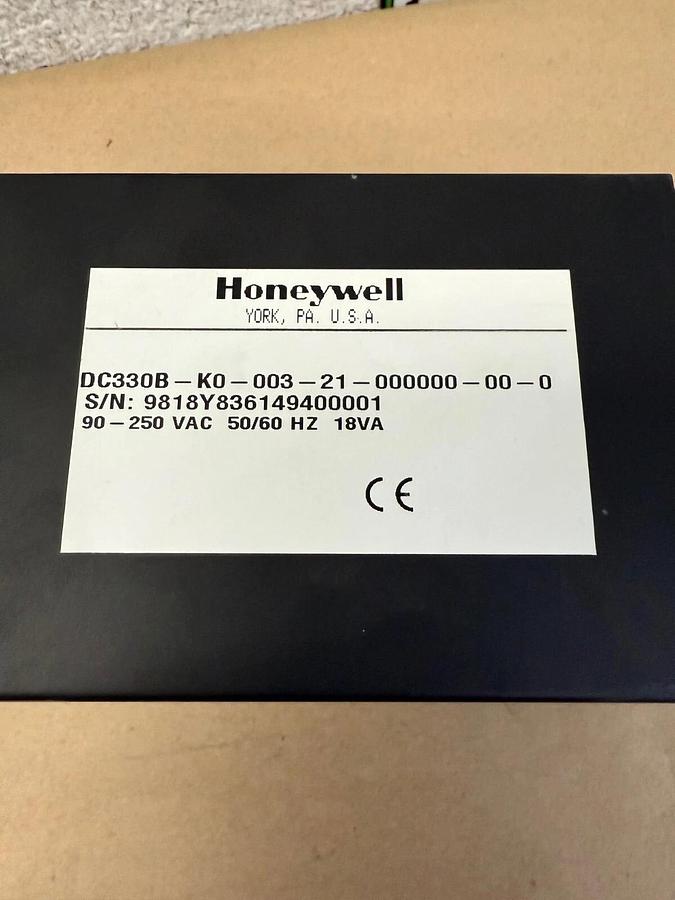 Honeywell
YORK, PA. U.S.A.
DC330B-K0-003-21-000000-00-0
S/N: 9818Y836149400001
90-250 VAC 50/60 HZ 18VA
CE